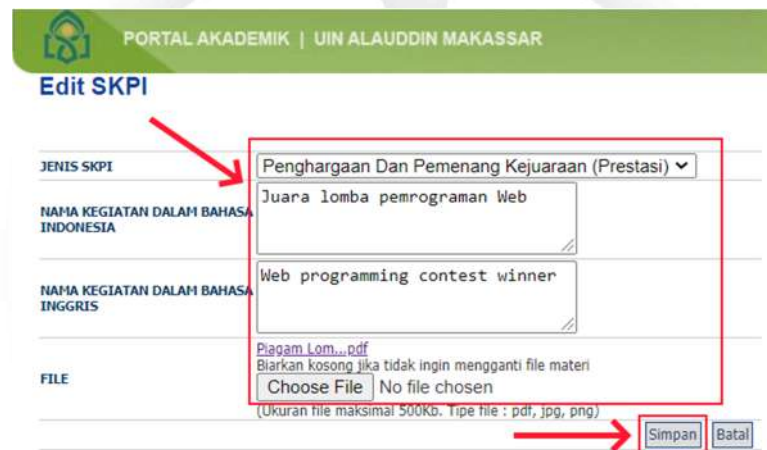 PORTAL AKADEMIK | UIN ALAUDDIN MAKASSAR
Edit SKPI
JENIS SKPI
Penghargaan Dan Pemenang Kejuaraan (Prestasi)
NAMA KEGIATAN DALAM BAHASA
INDONESIA
Juara lomba pemrograman Web
NAMA KEGIATAN DALAM BAHASA
INGGRIS
Web programming contest winner
FILE
Piagam Lom...pdf
Biarkan kosong jika tidak ingin mengganti file materi
Choose File No file chosen
(Ukuran file maksimal 500Kb. Tipe file : pdf, jpg, png)
Simpan Batal